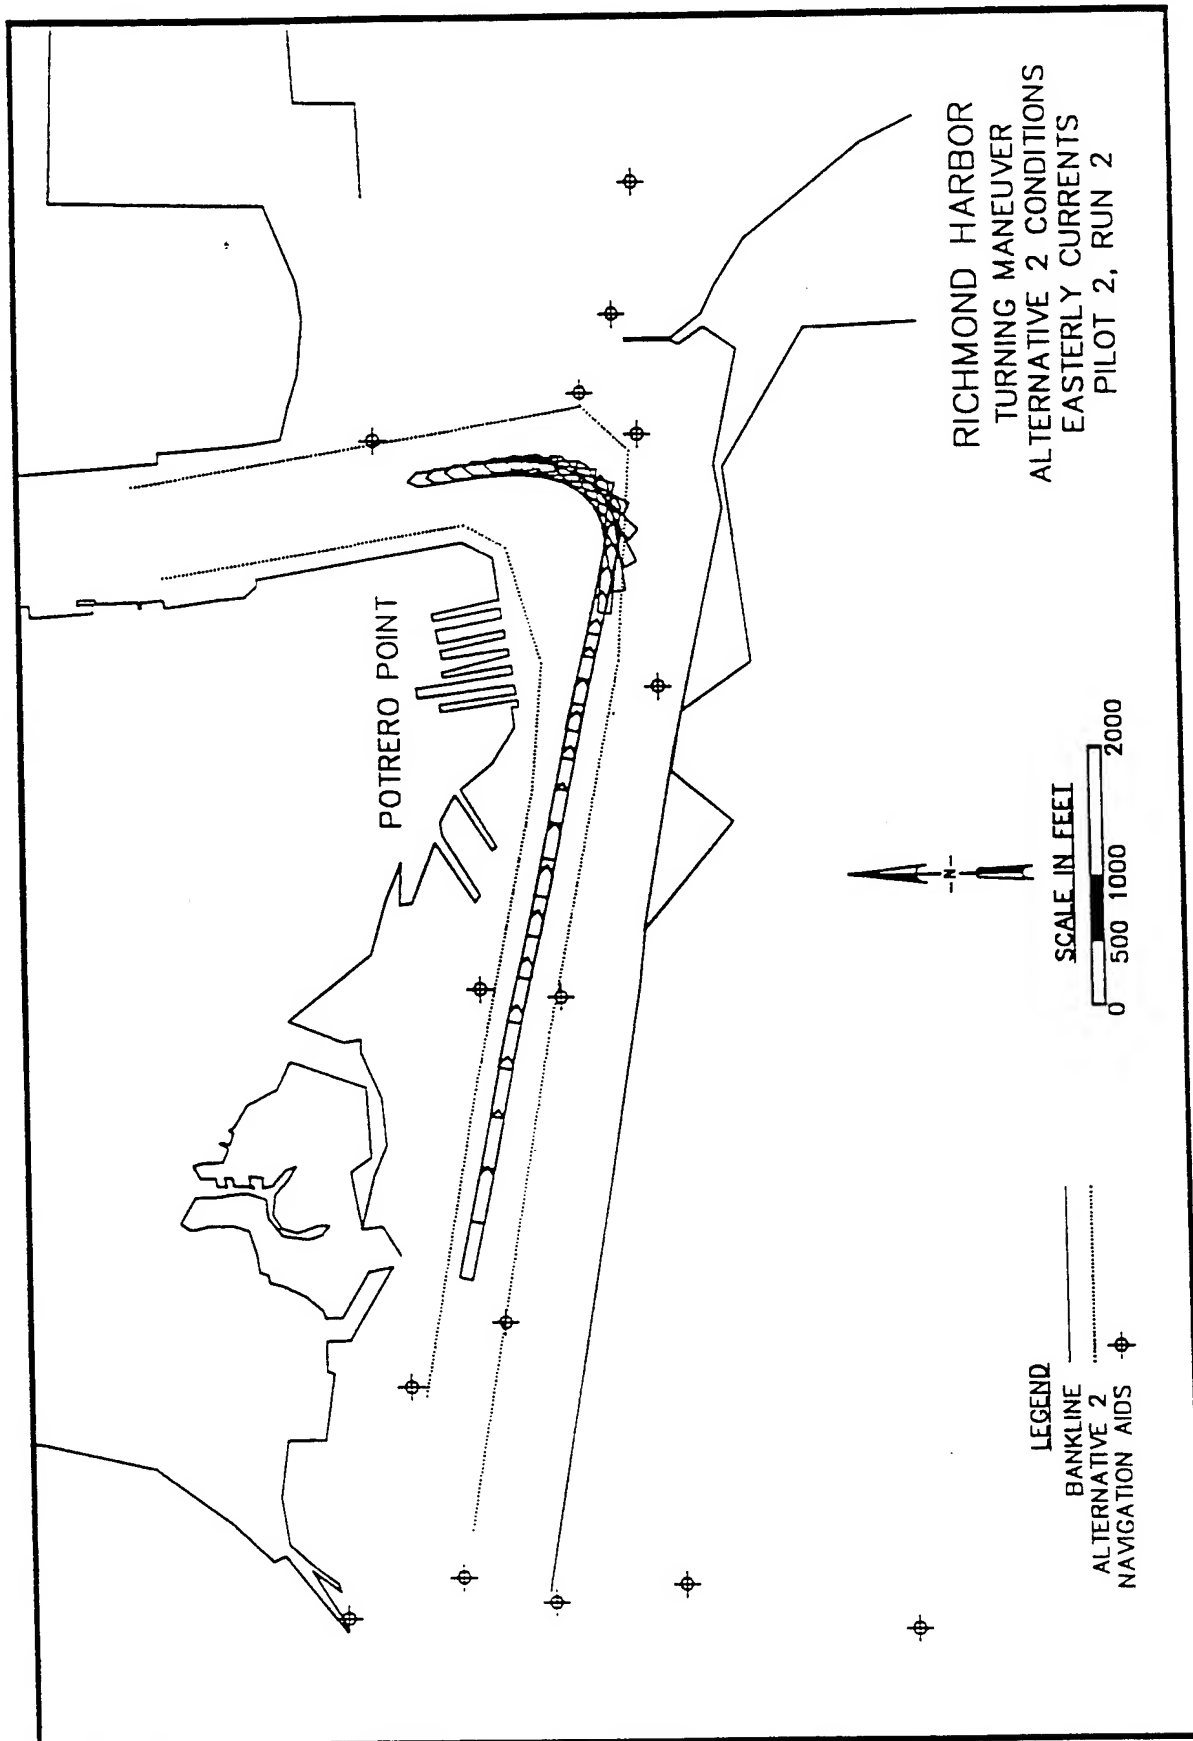 RICHMOND HARBOR
TURNING MANEUVER
ALTERNATIVE 2 CONDITIONS
EASTERLY CURRENTS
PILOT 2, RUN 2
POTRERO POINT
-N-
SCALE IN FEET
0 500 1000 2000
LEGEND
BANKLINE
ALTERNATIVE 2
NAVIGATION AIDS